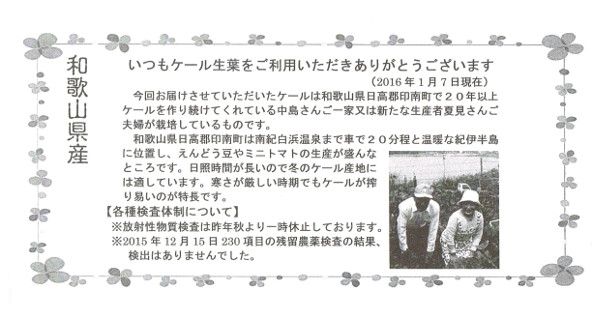 和歌山県産
いつもケール生葉をご利用いただきありがとうございます
（2016年1月7日現在）
今回お届けさせていただいたケールは和歌山県日高郡印南町で20年以上
ケールを作り続けてくれている中島さんご一家又は新たな生産者夏見さんご
夫婦が栽培しているものです。
和歌山県日高郡印南町は南紀白浜温泉まで車で20分程と温暖な紀伊半島
に位置し、えんどう豆やミニトマトの生産が盛んな
ところです。日照時間が長いので冬のケール産地に
は適しています。寒さが厳しい時期でもケールが搾
り易いのが特長です。
【各種検査体制について】
※放射性物質検査は昨年秋より一時休止しております。
※2015年12月15日230項目の残留農薬検査の結果、
検出はありませんでした。